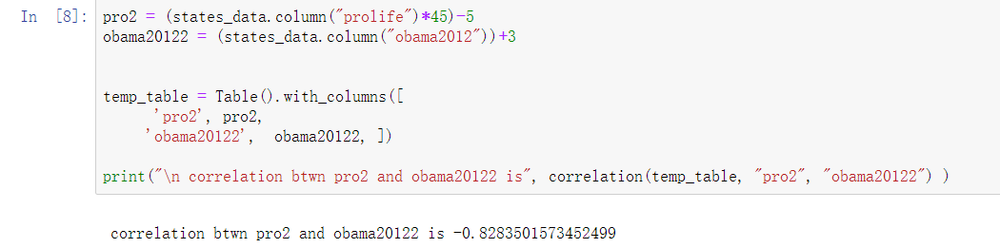 In [8]: pro2 = (states_data.column("prolife")*45)-5
obama20122 = (states_data.column("obama2012"))+3
temp_table = Table().with_columns([
'pro2', pro2,
'obama20122', obama20122, ])
print("\n correlation btwn pro2 and obama20122 is", correlation(temp_table, "pro2", "obama20122") )
correlation btwn pro2 and obama20122 is -0.8283501573452499